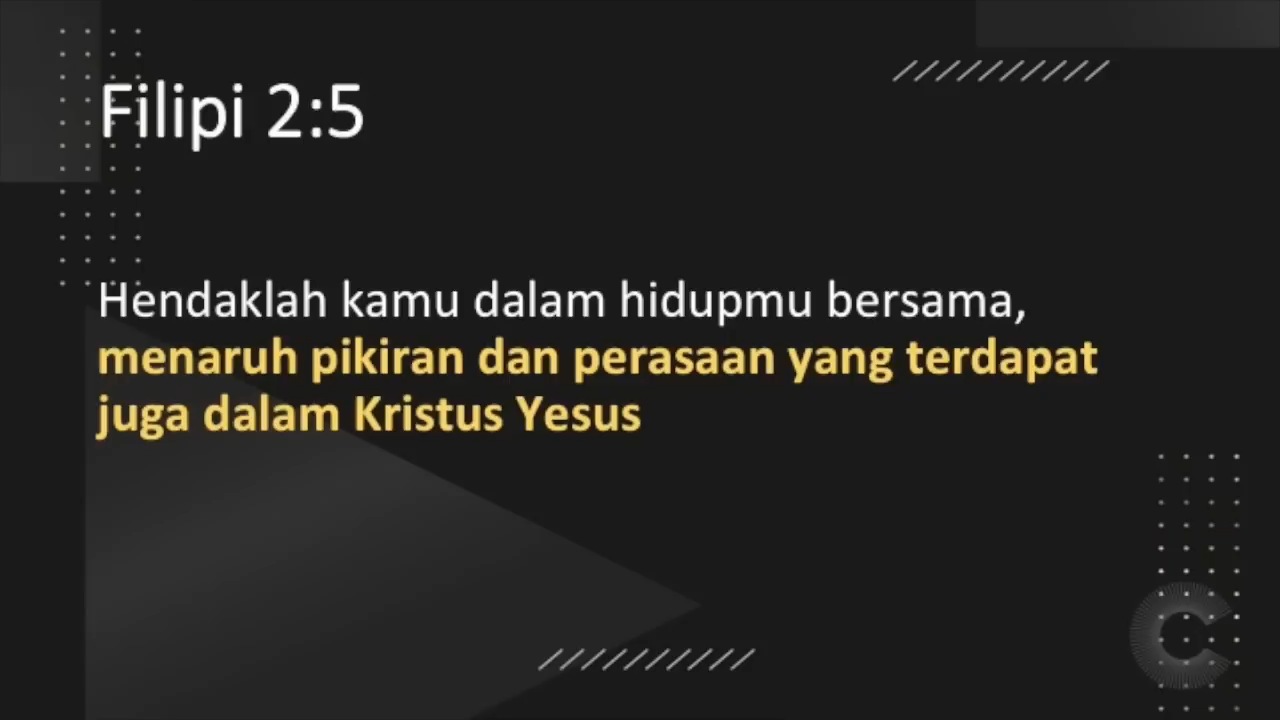 Filipi 2:5
Hendaklah kamu dalam hidupmu bersama,
menaruh pikiran dan perasaan yang terdapat
juga dalam Kristus Yesus